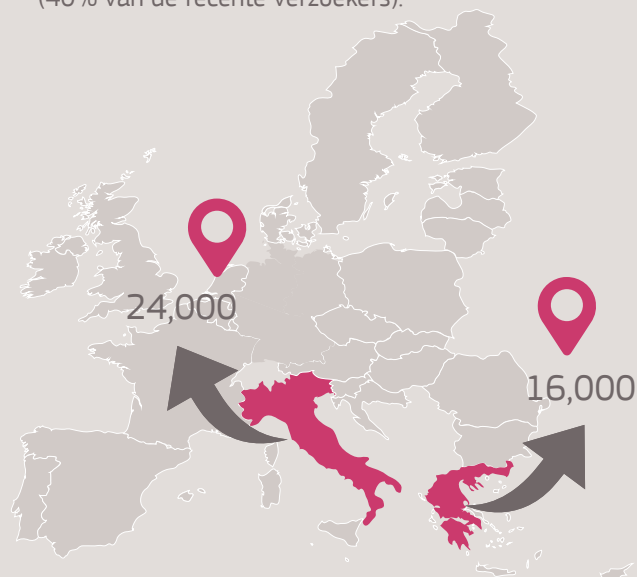 (40% van de recente verzoekers).
24,000
16,000